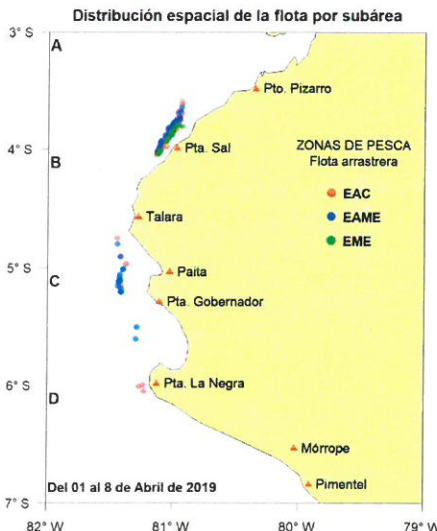 Distribución espacial de la flota por subárea
3° S
A
Pto. Pizarro
ZONAS DE PESCA
Flota arrastrera
EAC
EAME
EME
4° S
B
Pta. Sal
Talara
5° S
C
Paita
Pta. Gobernador
6° S
D
Pta. La Negra
Mórrope
Pimentel
Del 01 al 8 de Abril de 2019
7° S
82° W
81° W
80° W
79° W